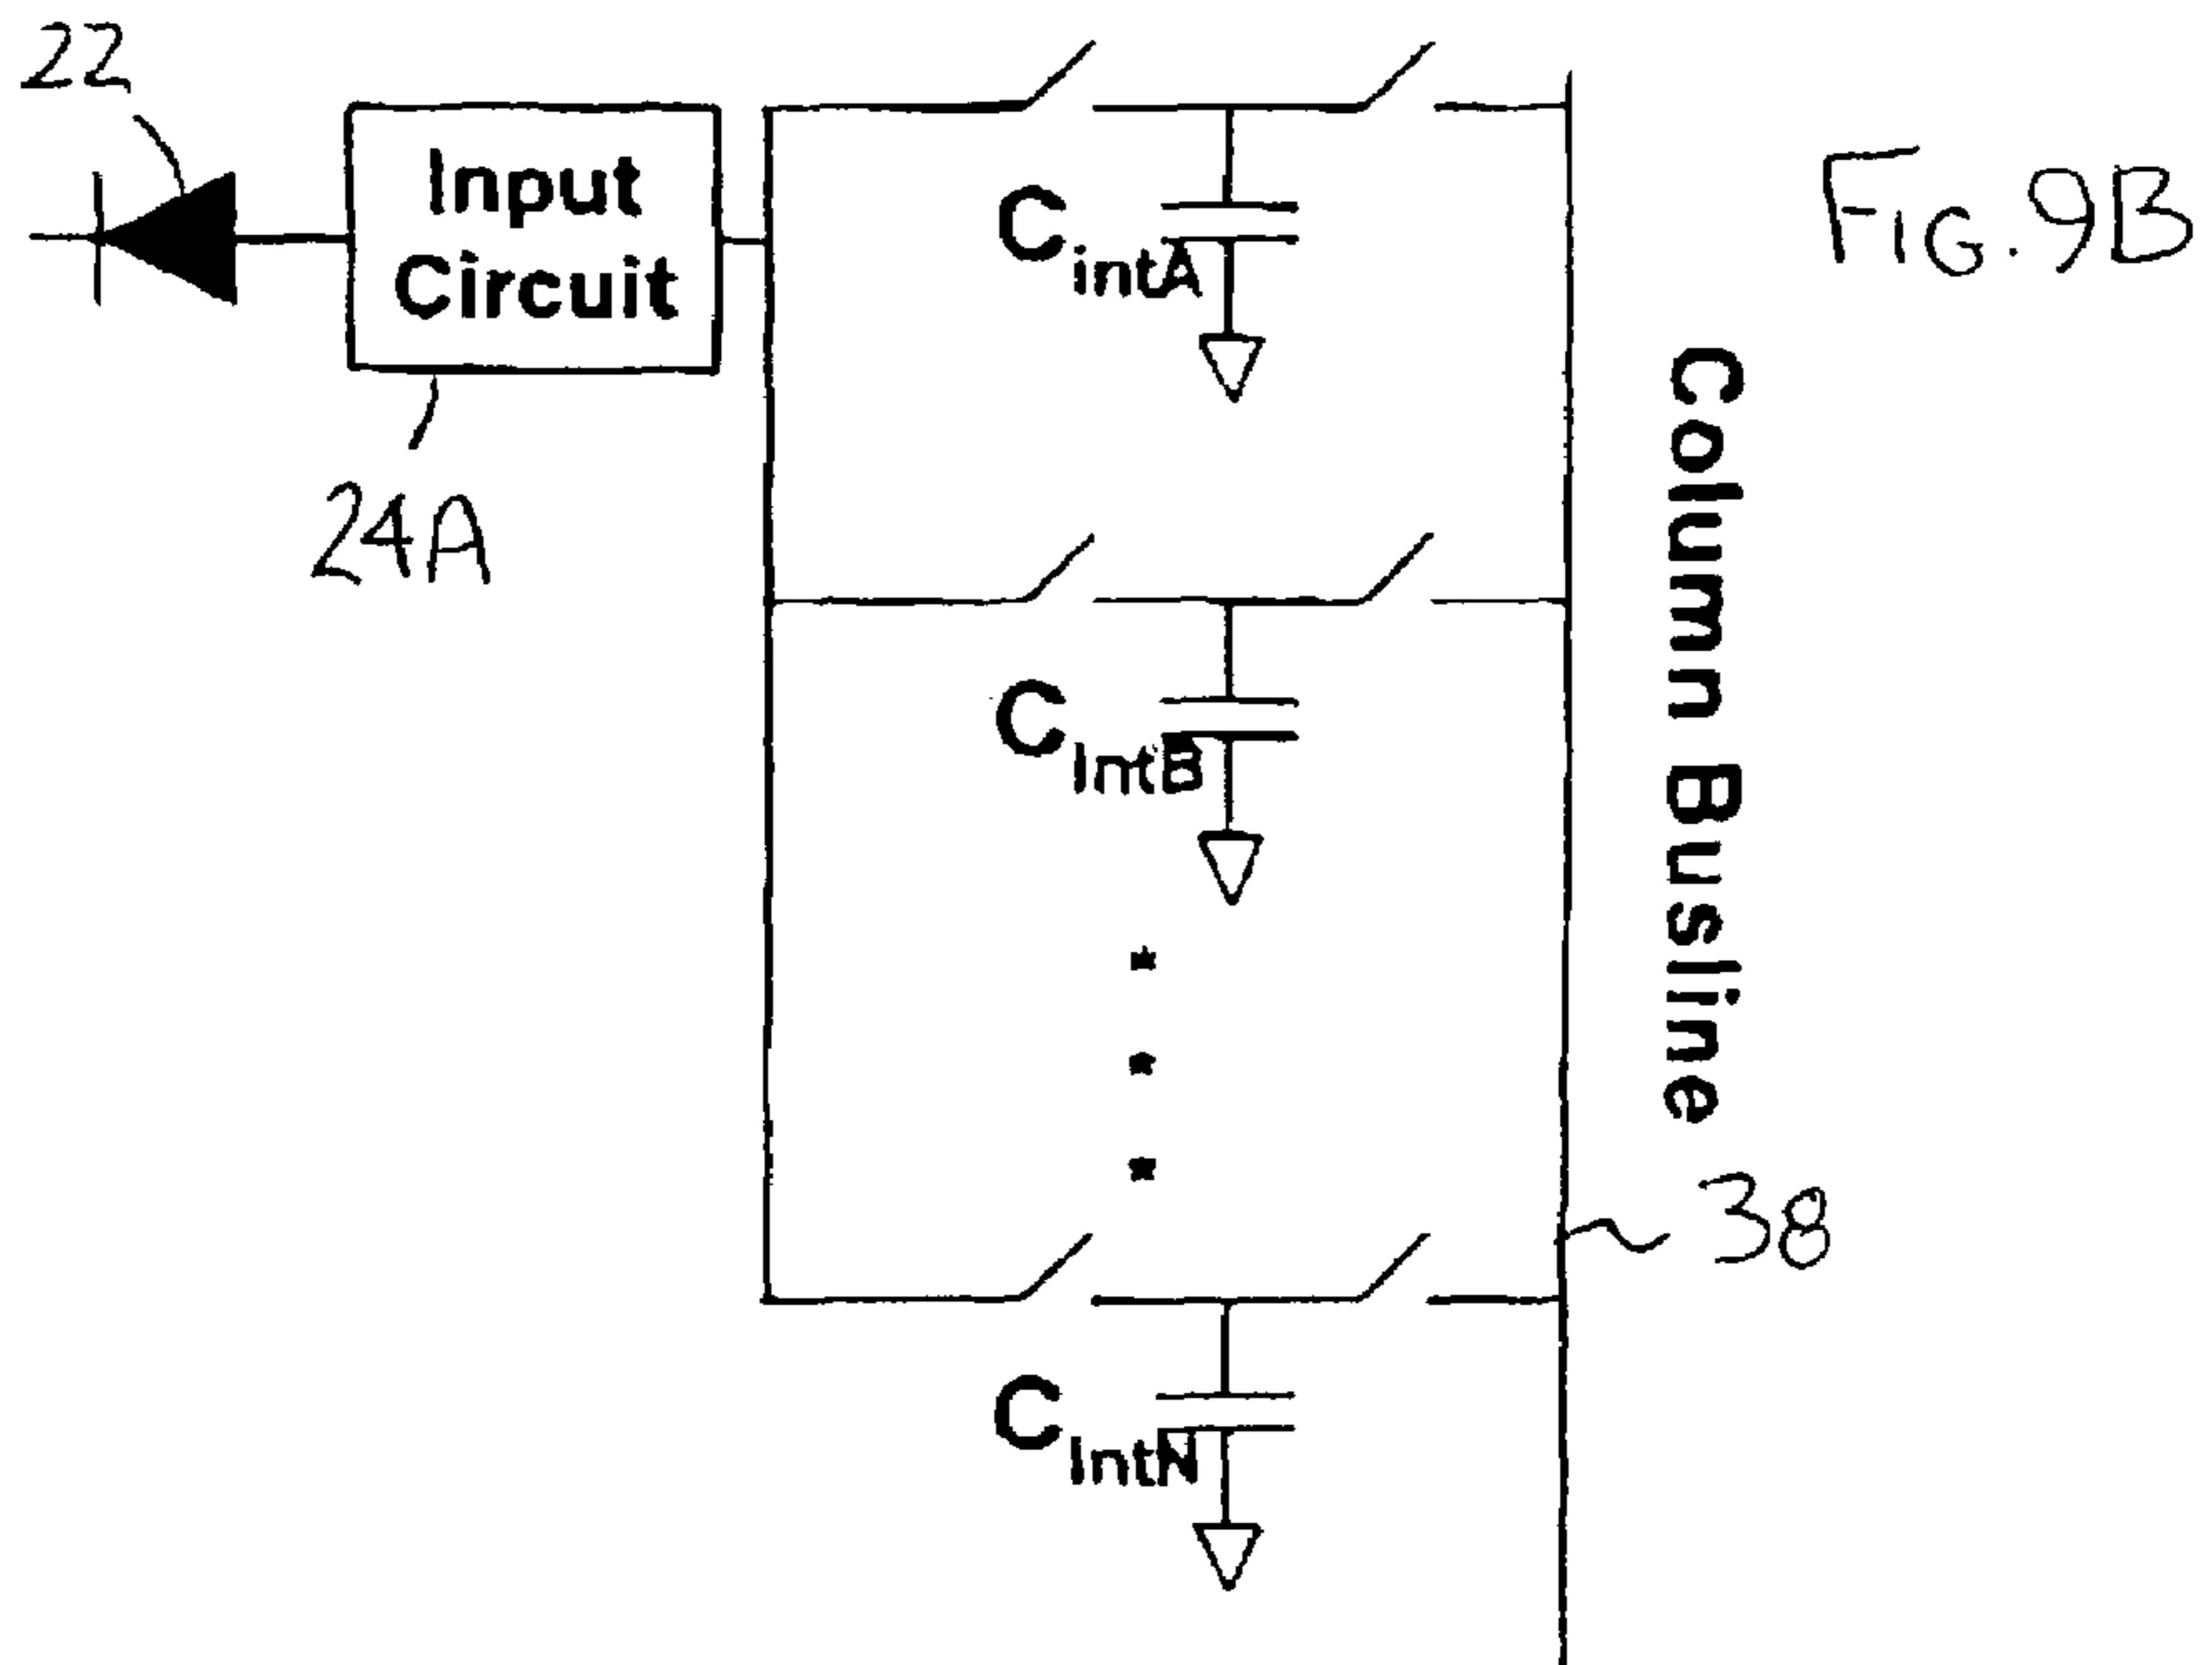 22
Input
Circuit
24A
CintA
CIntB
CIntN
FIG. 9B
Column Busline
38